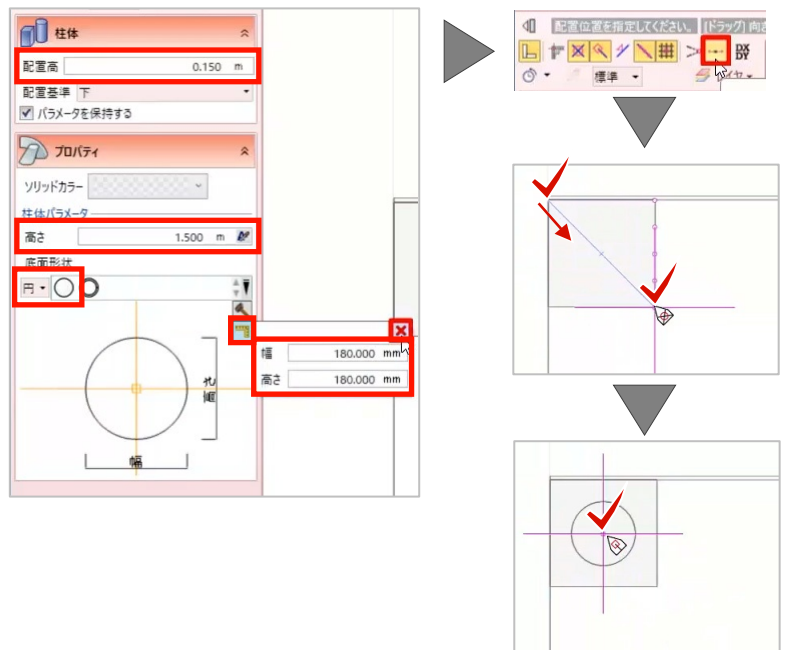 柱体
配置高 0.150 m
配置基準 下
パラメータを保持する
プロパティ
ソリッドカラー
柱体パラメータ
高さ 1.500 m
底面形状
円
幅 180.000 mm
高さ 180.000 mm
幅
配置位置を指定してください。 [ドラッグ] 向き
DX
DY
標準